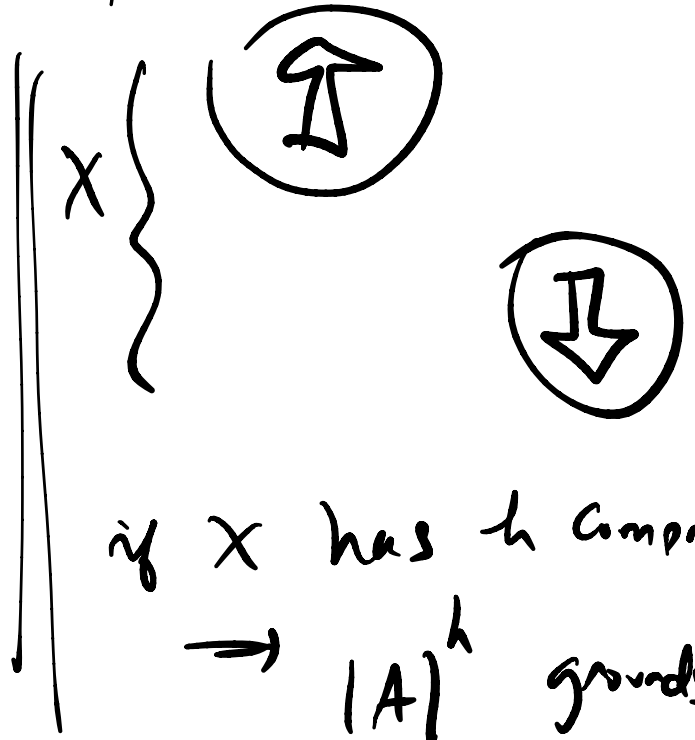 X
if X has h Compo
→ |A|^h grounds